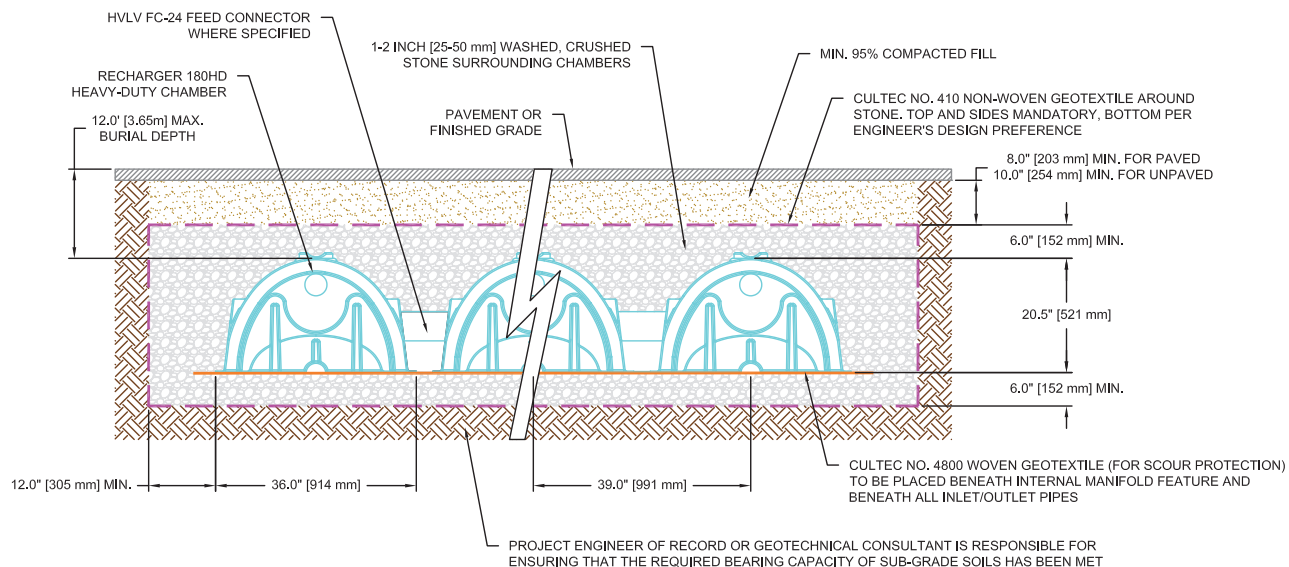 HVLV FC-24 FEED CONNECTOR
WHERE SPECIFIED
1-2 INCH [25-50 mm] WASHED, CRUSHED
STONE SURROUNDING CHAMBERS
MIN. 95% COMPACTED FILL
RECHARGER 180HD
HEAVY-DUTY CHAMBER
CULTEC NO. 410 NON-WOVEN GEOTEXTILE AROUND
STONE. TOP AND SIDES MANDATORY, BOTTOM PER
ENGINEER'S DESIGN PREFERENCE
12.0' [3.65m] MAX.
BURIAL DEPTH
PAVEMENT OR
FINISHED GRADE
8.0" [203 mm] MIN. FOR PAVED
10.0" [254 mm] MIN. FOR UNPAVED
6.0" [152 mm] MIN.
20.5" [521 mm]
6.0" [152 mm] MIN.
12.0" [305 mm] MIN.
36.0" [914 mm]
39.0" [991 mm]
CULTEC NO. 4800 WOVEN GEOTEXTILE (FOR SCOUR PROTECTION)
TO BE PLACED BENEATH INTERNAL MANIFOLD FEATURE AND
BENEATH ALL INLET/OUTLET PIPES
PROJECT ENGINEER OF RECORD OR GEOTECHNICAL CONSULTANT IS RESPONSIBLE FOR
ENSURING THAT THE REQUIRED BEARING CAPACITY OF SUB-GRADE SOILS HAS BEEN MET